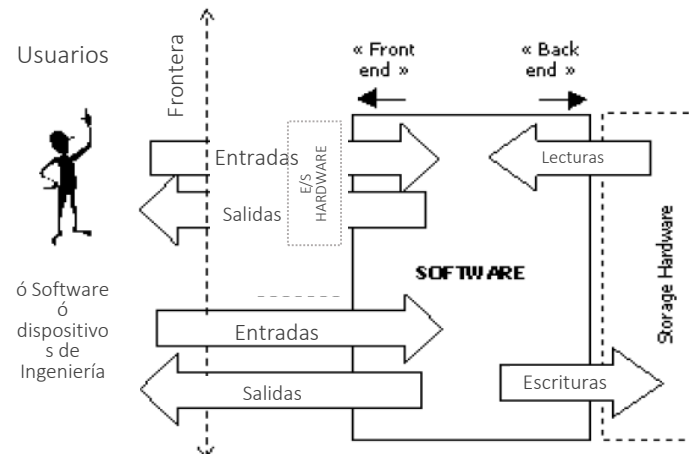 Usuarios
Frontera
« Front
end »
« Back
end »
Entradas
E/S
HARDWARE
Lecturas
Salidas
SOFTWARE
Storage Hardware
ó Software
ó
dispositivo
s de
Ingeniería
Entradas
Salidas
Escrituras